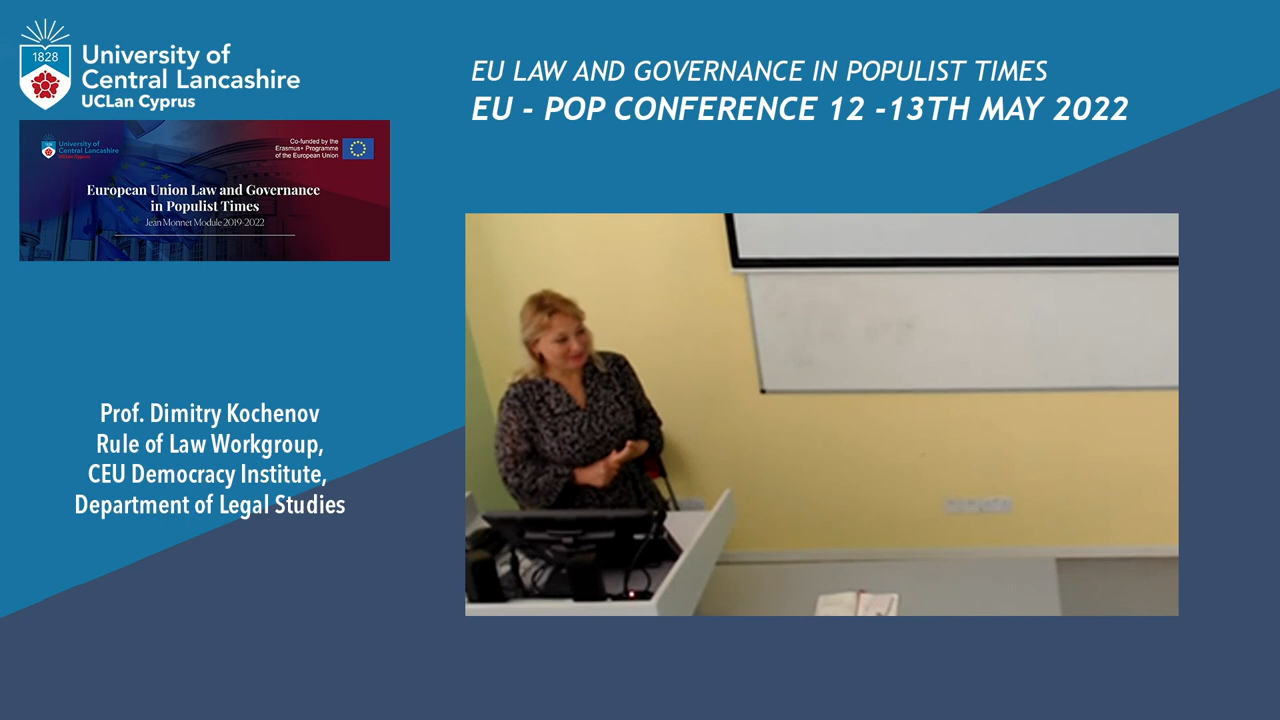 1828
University of
Central Lancashire
UCLan Cyprus
EU LAW AND GOVERNANCE IN POPULIST TIMES
EU - POP CONFERENCE 12 -13TH MAY 2022
University of
Central Lancashire
UCLan Cyprus
Co-funded by the
Erasmus+ Programme
of the European Union
European Union Law and Governance
in Populist Times
Jean Monnet Module 2019-2022
Prof. Dimitry Kochenov
Rule of Law Workgroup,
CEU Democracy Institute,
Department of Legal Studies